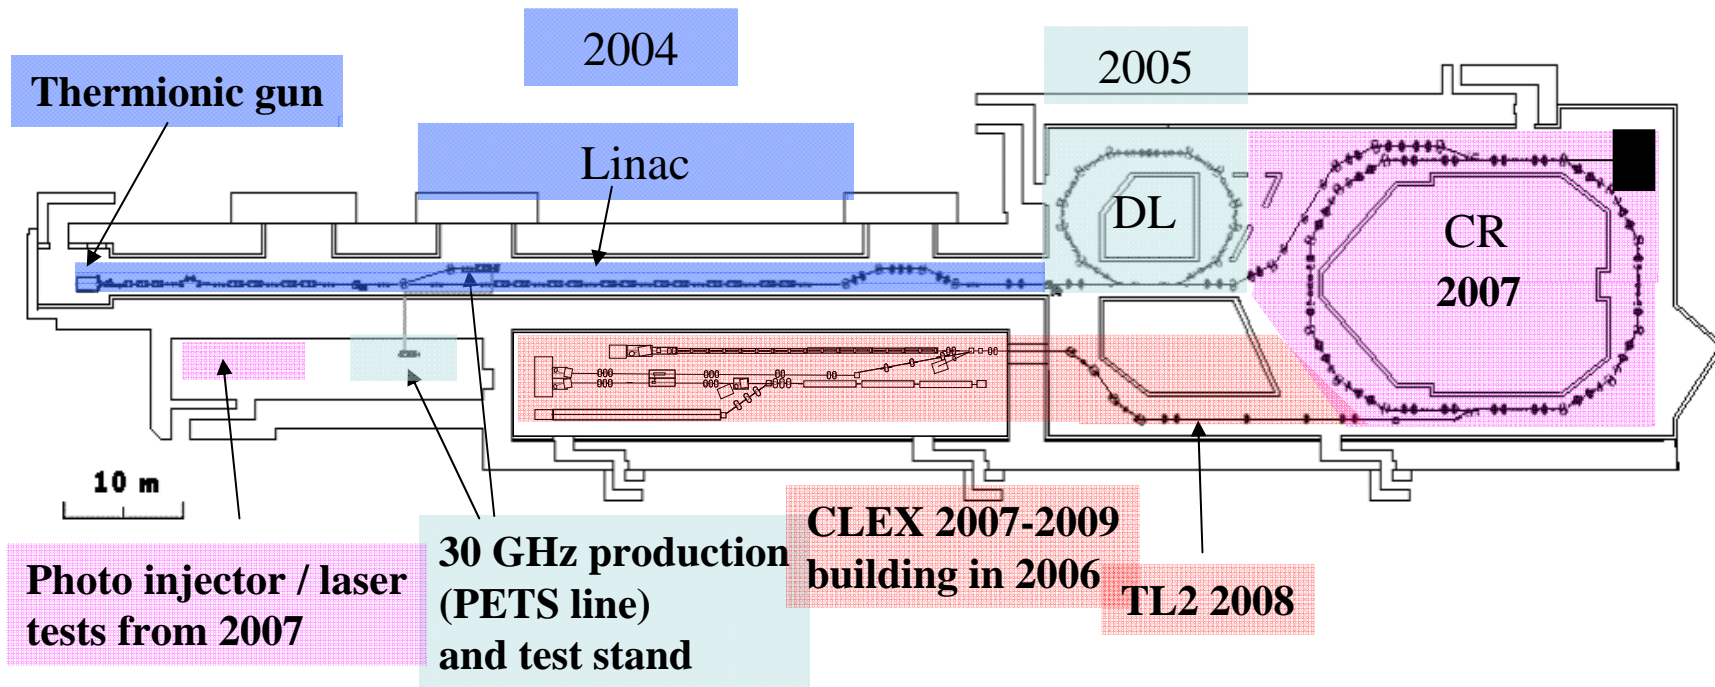 2004
2005
Thermionic gun
Linac
DL
CR
2007
10 m
CLEX 2007-2009
building in 2006
TL2 2008
30 GHz production
(PETS line)
and test stand
Photo injector / laser
tests from 2007